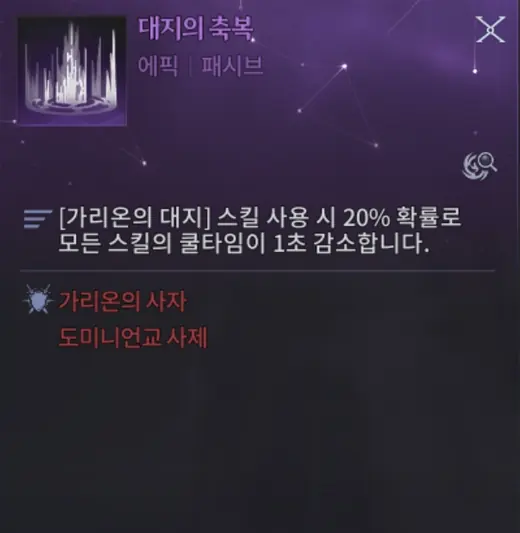 대지의 축복
에픽 | 패시브
[가리온의 대지] 스킬 사용 시 20% 확률로
모든 스킬의 쿨타임이 1초 감소합니다.
가리온의 사자
도미니언교 사제